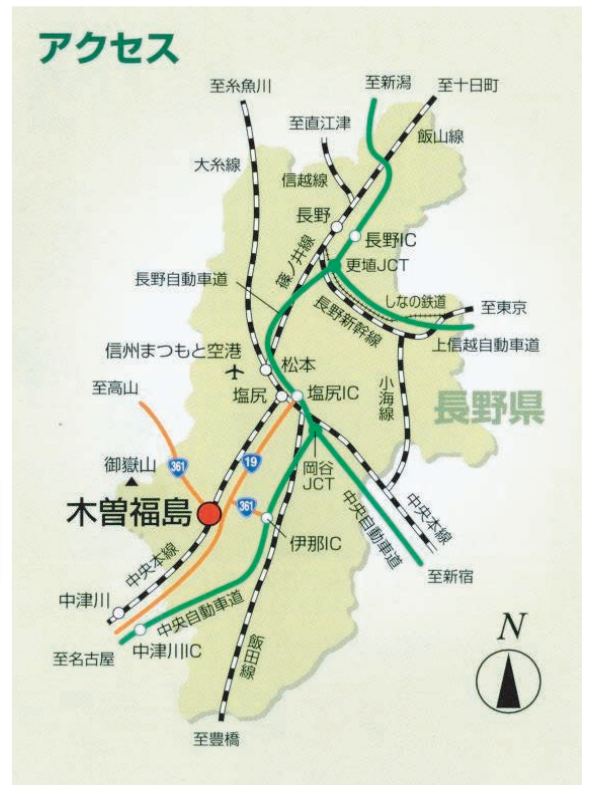 アクセス
至糸魚川
至新潟
至十日町
至直江津
飯山線
大糸線
信越線
長野
長野IC
篠ノ井線
更埴JCT
長野自動車道
しなの鉄道
至東京
長野新幹線
上信越自動車道
信州まつもと空港
松本
小海線
至高山
塩尻
塩尻IC
長野県
御嶽山
361
19
岡谷
JCT
木曽福島
361
中央本線
中央自動車道
伊那IC
中央本線
至新宿
中津川
中央自動車道
至名古屋
中津川IC
飯田線
至豊橋
N